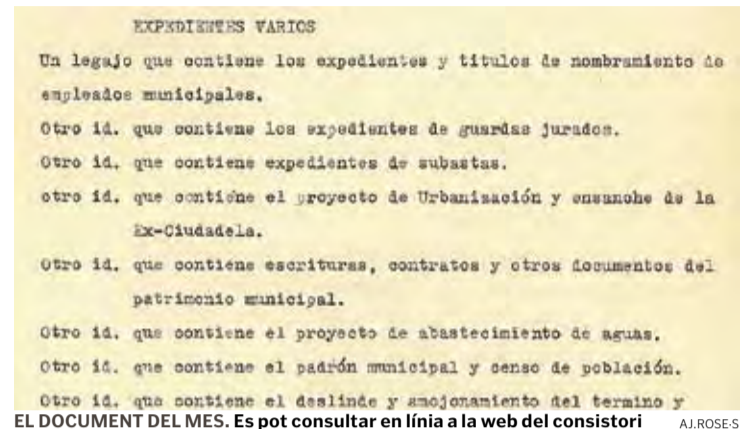 EXPEDIENTES VARIOS
Un legajo que contiene los expedientes y titulos de nombramiento de
empleados municipales.
Otro id. que contiene los expedientes de guardas jurados.
Otro id. que contiene expedientes de subastas.
otro id. que contiene el proyecto de Urbanización y ensanche de la
Ex-Ciudadela.
Otro id. que contiene escrituras, contratos y otros documentos del
patrimonio municipal.
Otro id. que contiene el proyecto de abastecimiento de aguas.
Otro id. que contiene el padrón municipal y censo de población.
Otro id. que contiene el deslinde y amojonamiento del termino y
EL DOCUMENT DEL MES. Es pot consultar en línia a la web del consistori
AJ.ROSE·S